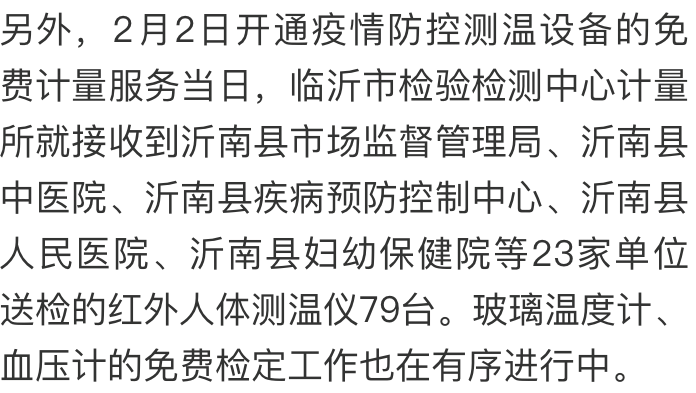 另外，2月2日开通疫情防控测温设备的免
费计量服务当日，临沂市检验检测中心计量
所就接收到沂南县市场监督管理局、沂南县
中医院、沂南县疾病预防控制中心、沂南县
人民医院、沂南县妇幼保健院等23家单位
送检的红外人体测温仪79台。玻璃温度计、
血压计的免费检定工作也在有序进行中。